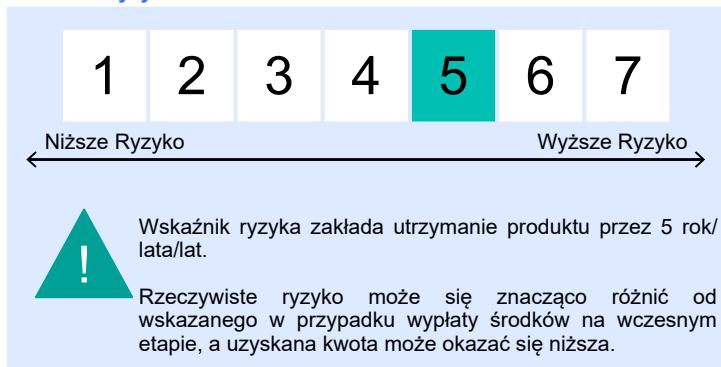 1 2 3 4 5 6 7
Niższe Ryzyko Wyższe Ryzyko
!
Wskaźnik ryzyka zakłada utrzymanie produktu przez 5 rok/
lata/lat.
Rzeczywiste ryzyko może się znacząco różnić od
wskazanego w przypadku wypłaty środków na wczesnym
etapie, a uzyskana kwota może okazać się niższa.